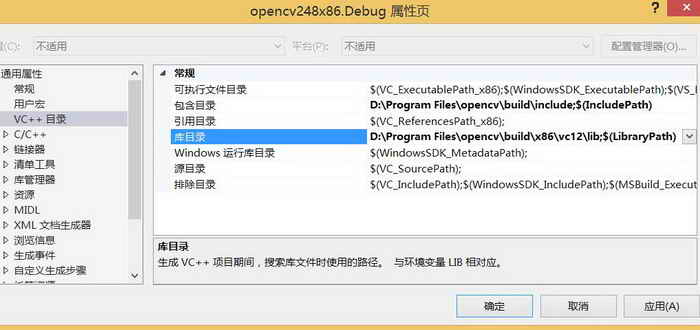 opencv248x86.Debug 属性页
(C):
不适用
平台(P):
不适用
配置管理器(O)...
通用属性
常规
用户宏
VC++ 目录
C/C++
链接器
清单工具
库管理器
资源
MIDL
XML 文档生成器
浏览信息
生成事件
自定义生成步骤
常规
可执行文件目录 $(VC_ExecutablePath_x86);$(WindowsSDK_ExecutablePath);$(VS_
包含目录 D:\Program Files\opencv\build\include;$(IncludePath)
引用目录 $(VC_ReferencesPath_x86);
库目录 D:\Program Files\opencv\build\x86\vc12\lib;$(LibraryPath)
Windows 运行库目录 $(WindowsSDK_MetadataPath);
源目录 $(VC_SourcePath);
排除目录 $(VC_IncludePath);$(WindowsSDK_IncludePath);$(MSBuild_Execut
库目录
生成 VC++ 项目期间，搜索库文件时使用的路径。 与环境变量 LIB 相对应。
确定
取消
应用(A)